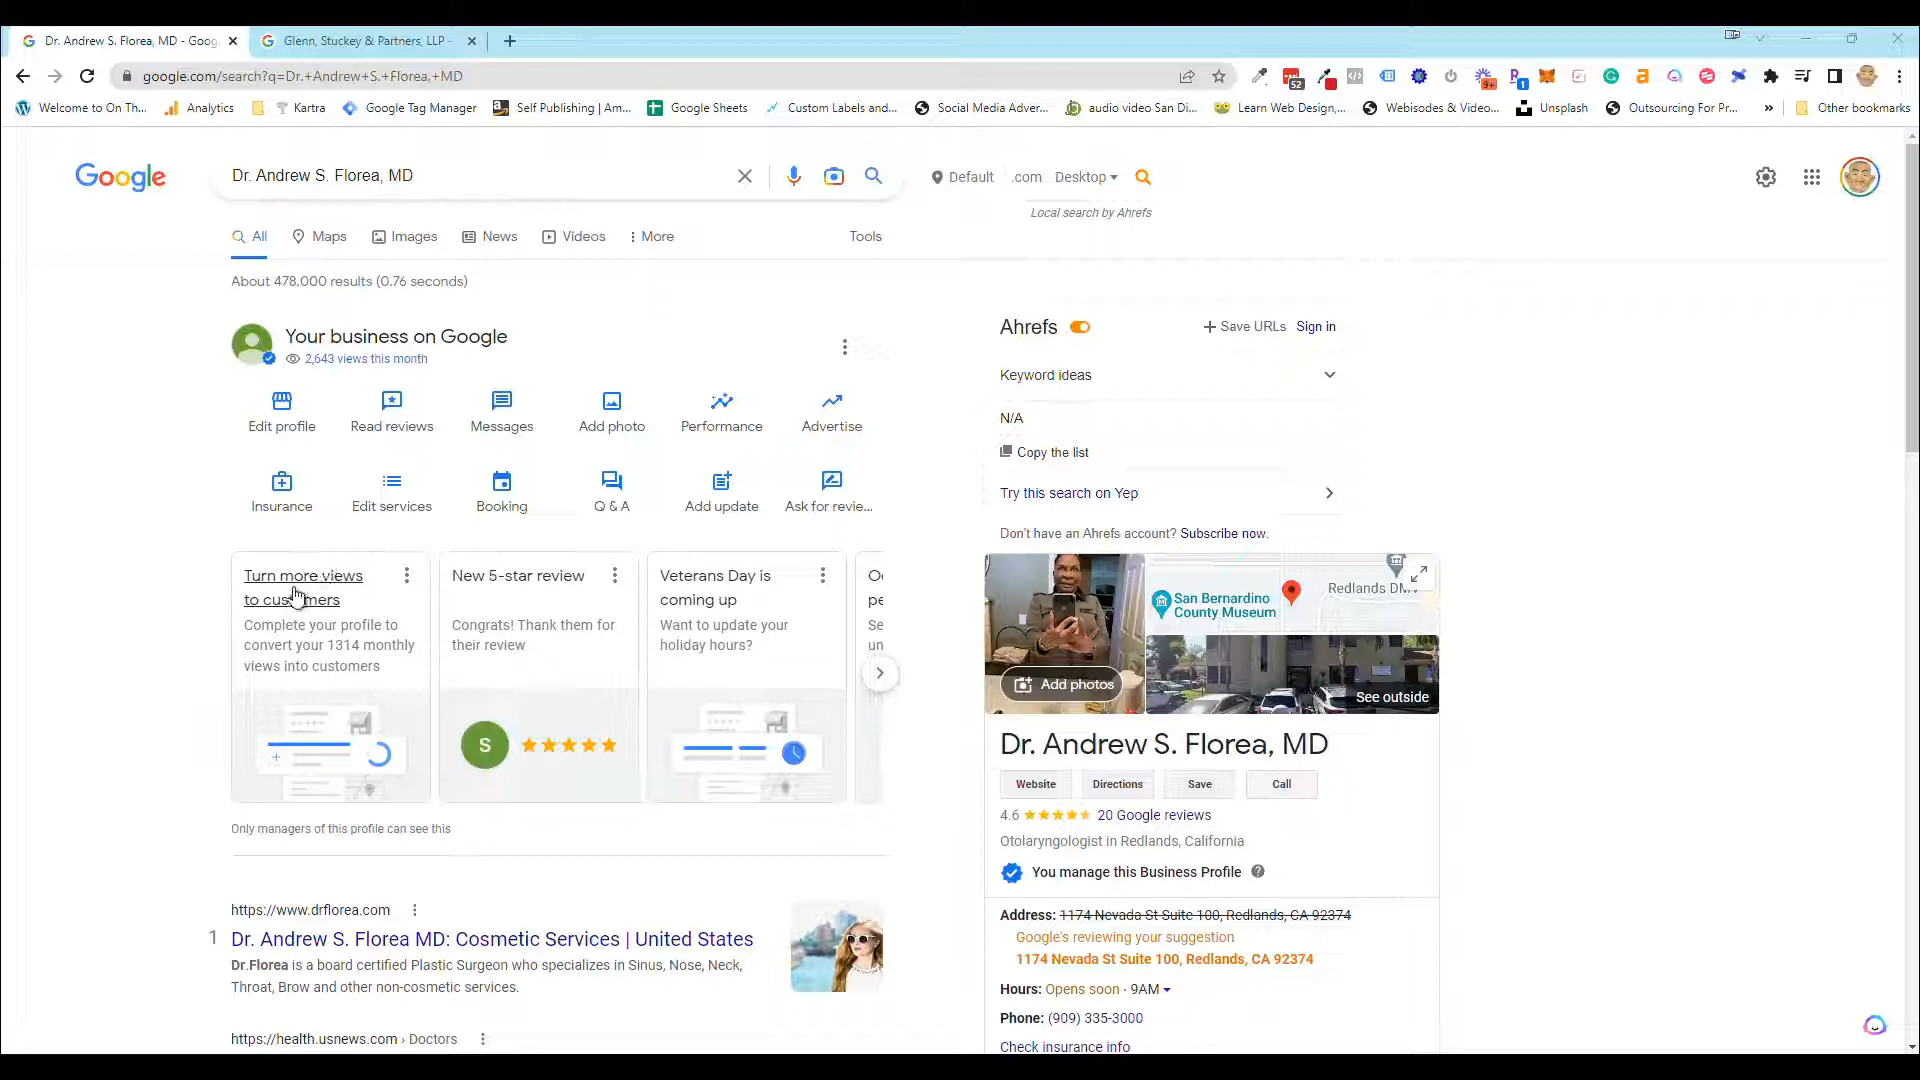 Dr. Andrew S. Florea, MD - Goog
Glenn, Stuckey & Partners, LLP -
google.com/search?q=Dr.+Andrew+S.+Florea,+MD
52
9+
1
Welcome to On Th...
Analytics
Kartra
Google Tag Manager
Self Publishing | Am...
Google Sheets
Custom Labels and...
Social Media Adver...
audio video San Di...
Learn Web Design,...
Webisodes & Video...
Unsplash
Outsourcing For Pr...
»
Other bookmarks
Google
Dr. Andrew S. Florea, MD
Default
.com
Desktop
Local search by Ahrefs
All
Maps
Images
News
Videos
More
Tools
About 478,000 results (0.76 seconds)
Your business on Google
2,643 views this month
Edit profile
Read reviews
Messages
Add photo
Performance
Advertise
Insurance
Edit services
Booking
Q & A
Add update
Ask for revie...
Turn more views
to customers
Complete your profile to
convert your 1314 monthly
views into customers
New 5-star review
Congrats! Thank them for
their review
S
Veterans Day is
coming up
Want to update your
holiday hours?
pe
Se
un
Only managers of this profile can see this
https://www.drflorea.com
1
Dr. Andrew S. Florea MD: Cosmetic Services | United States
Dr.Florea is a board certified Plastic Surgeon who specializes in Sinus, Nose, Neck,
Throat, Brow and other non-cosmetic services.
https://health.usnews.com › Doctors
Ahrefs
Save URLs
Sign in
Keyword ideas
N/A
Copy the list
Try this search on Yep
Don't have an Ahrefs account? Subscribe now.
Add photos
San Bernardino
County Museum
Redlands DMV
See outside
Dr. Andrew S. Florea, MD
Website
Directions
Save
Call
4.6
20 Google reviews
Otolaryngologist in Redlands, California
You manage this Business Profile
Address: 1174 Nevada St Suite 100, Redlands, CA 92374
Google's reviewing your suggestion
1174 Nevada St Suite 100, Redlands, CA 92374
Hours: Opens soon · 9AM
Phone: (909) 335-3000
Check insurance info